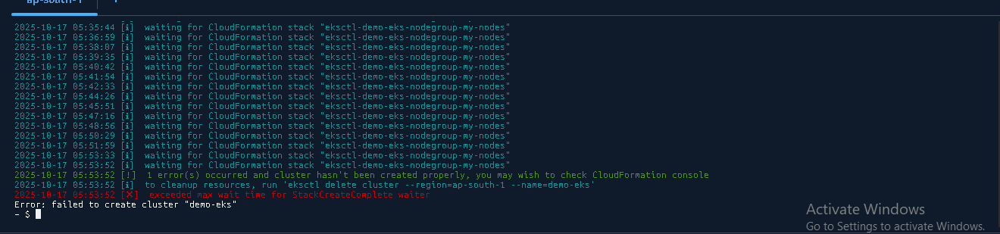 ap-south-1
2025-10-17 05:35:44 [i]  waiting for CloudFormation stack "eksctl-demo-eks-nodegroup-my-nodes"
2025-10-17 05:36:59 [i]  waiting for CloudFormation stack "eksctl-demo-eks-nodegroup-my-nodes"
2025-10-17 05:38:07 [i]  waiting for CloudFormation stack "eksctl-demo-eks-nodegroup-my-nodes"
2025-10-17 05:39:35 [i]  waiting for CloudFormation stack "eksctl-demo-eks-nodegroup-my-nodes"
2025-10-17 05:40:42 [i]  waiting for CloudFormation stack "eksctl-demo-eks-nodegroup-my-nodes"
2025-10-17 05:41:54 [i]  waiting for CloudFormation stack "eksctl-demo-eks-nodegroup-my-nodes"
2025-10-17 05:42:33 [i]  waiting for CloudFormation stack "eksctl-demo-eks-nodegroup-my-nodes"
2025-10-17 05:44:26 [i]  waiting for CloudFormation stack "eksctl-demo-eks-nodegroup-my-nodes"
2025-10-17 05:45:51 [i]  waiting for CloudFormation stack "eksctl-demo-eks-nodegroup-my-nodes"
2025-10-17 05:47:16 [i]  waiting for CloudFormation stack "eksctl-demo-eks-nodegroup-my-nodes"
2025-10-17 05:48:56 [i]  waiting for CloudFormation stack "eksctl-demo-eks-nodegroup-my-nodes"
2025-10-17 05:50:29 [i]  waiting for CloudFormation stack "eksctl-demo-eks-nodegroup-my-nodes"
2025-10-17 05:51:59 [i]  waiting for CloudFormation stack "eksctl-demo-eks-nodegroup-my-nodes"
2025-10-17 05:53:33 [i]  waiting for CloudFormation stack "eksctl-demo-eks-nodegroup-my-nodes"
2025-10-17 05:53:52 [i]  waiting for CloudFormation stack "eksctl-demo-eks-nodegroup-my-nodes"
2025-10-17 05:53:52 [!]  1 error(s) occurred and cluster hasn't been created properly, you may wish to check CloudFormation console
2025-10-17 05:53:52 [i]  to cleanup resources, run 'eksctl delete cluster --region=ap-south-1 --name=demo-eks'
2025-10-17 05:53:52 [X]  exceeded max wait time for StackCreateComplete waiter
Error: failed to create cluster "demo-eks"
~ $
Activate Windows
Go to Settings to activate Windows.